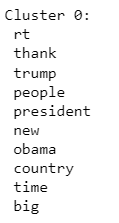 Cluster 0:
rt
thank
trump
people
president
new
obama
country
time
big